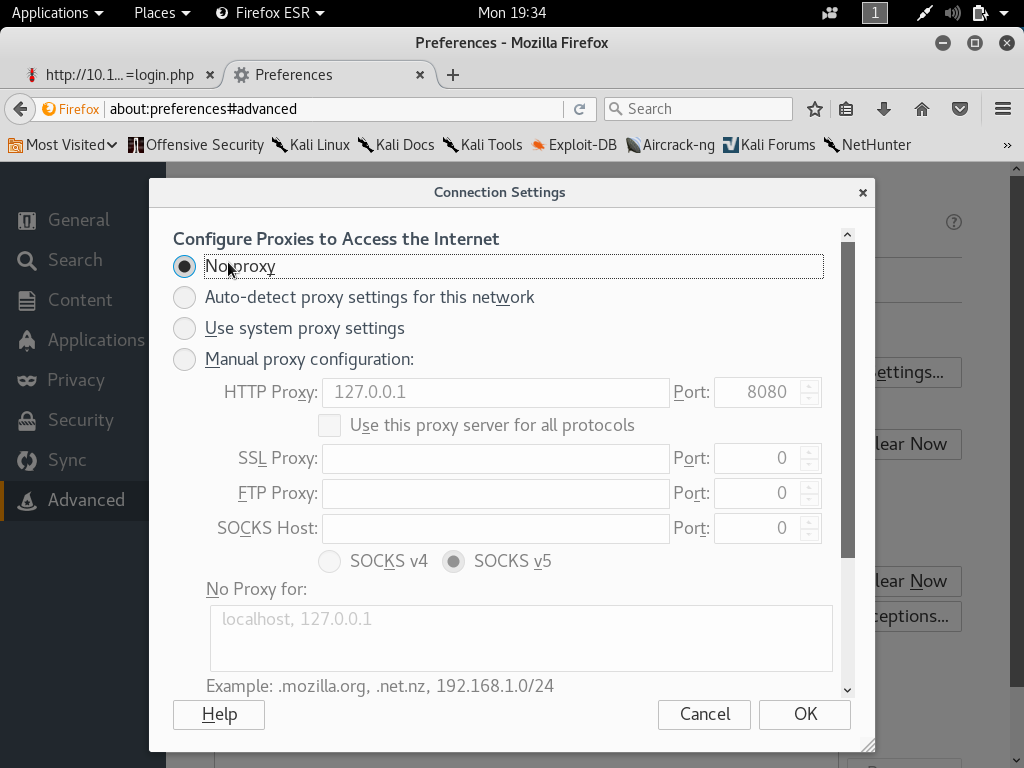 Applications Places Firefox ESR Mon 19:34 1
Preferences - Mozilla Firefox
http://10.1...=login.php Preferences
Firefox about:preferences#advanced Search
Most Visited Offensive Security Kali Linux Kali Docs Kali Tools Exploit-DB Aircrack-ng Kali Forums NetHunter »
General
Search
Content
Applications
Privacy
Security
Sync
Advanced
Connection Settings
Configure Proxies to Access the Internet
No proxy
Auto-detect proxy settings for this network
Use system proxy settings
Manual proxy configuration:
HTTP Proxy: 127.0.0.1 Port: 8080
Use this proxy server for all protocols
SSL Proxy: Port: 0
FTP Proxy: Port: 0
SOCKS Host: Port: 0
SOCKS v4 SOCKS v5
No Proxy for:
localhost, 127.0.0.1
Example: .mozilla.org, .net.nz, 192.168.1.0/24
Help Cancel OK
?
ettings...
lear Now
lear Now
ceptions...